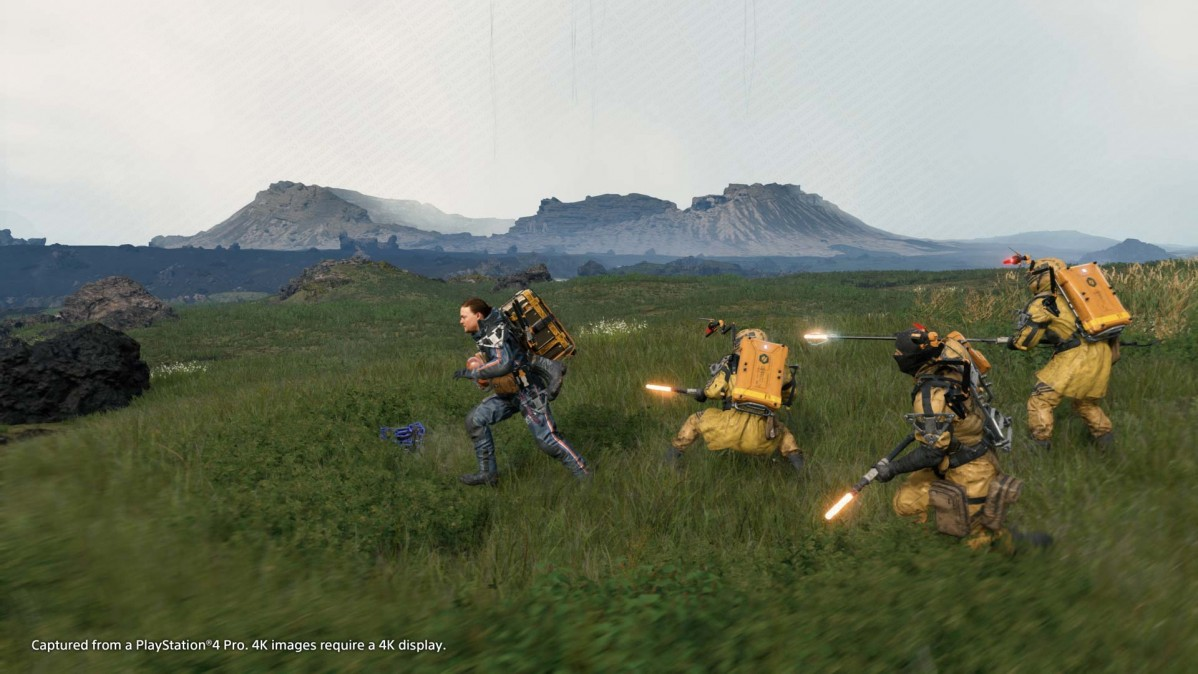 Captured from a PlayStation®4 Pro. 4K images require a 4K display.